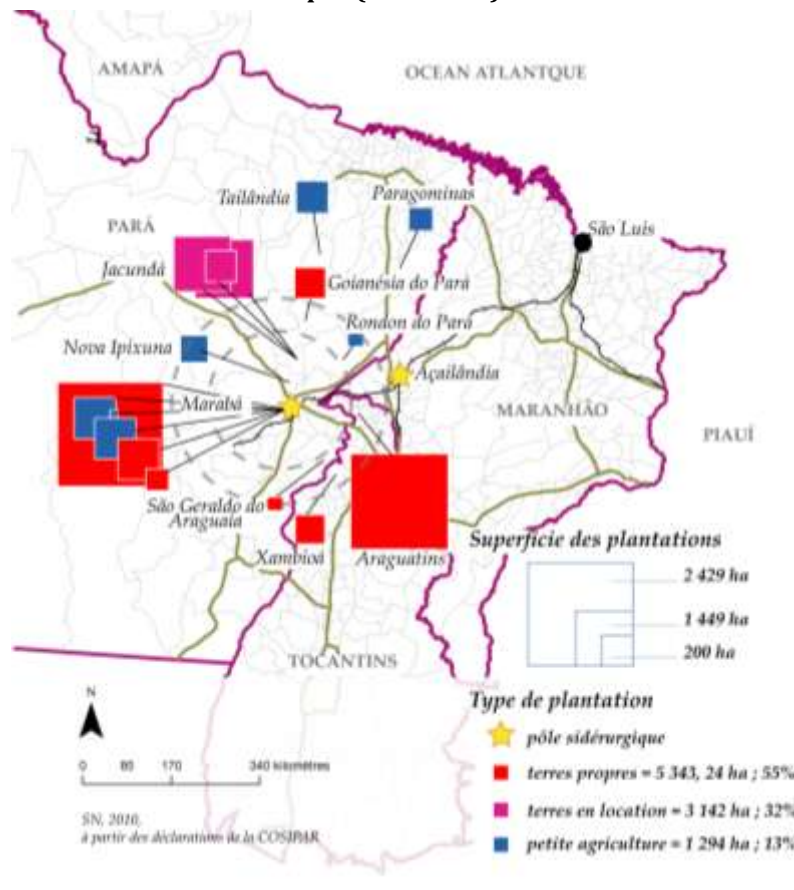 AMAPÁ
OCEAN ATLANTQUE
Tailândia
Paragominas
São Luis
PARÁ
Jacundá
Goianésia do Pará
Rondon do Pará
Nova Ipixuna
Açailândia
Marabá
MARANHÃO
PIAUÍ
São Geraldo do
Araguaia
Xambioá
Araguatins
Superficie des plantations
2 429 ha
1 449 ha
200 ha
TOCANTINS
N
Type de plantation
pôle sidérurgique
0 80 170 340 kilomètres
terres propres = 5 343, 24 ha ; 55%
terres en location = 3 142 ha ; 32%
SN, 2010,
à partir des déclarations de la COSIPAR
petite agriculture = 1 294 ha ; 13%